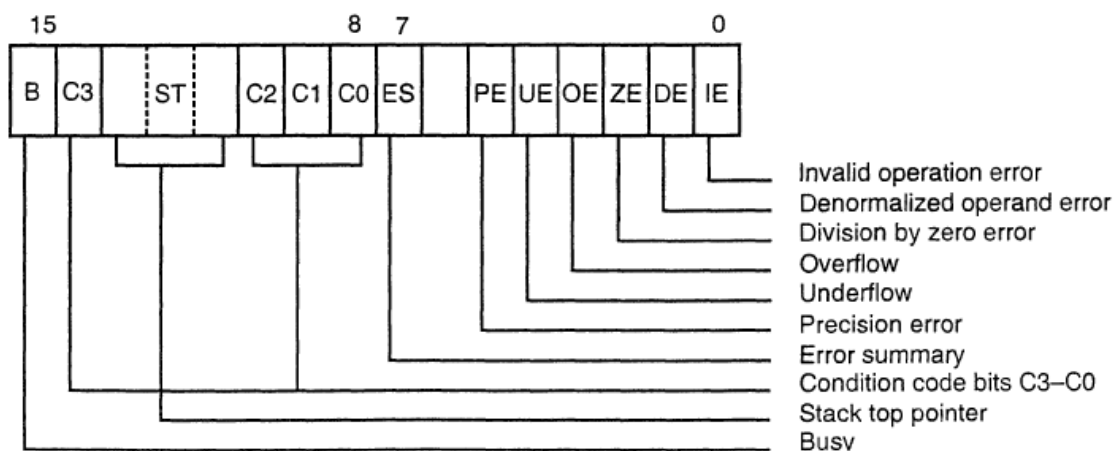 15 8 7 0
B C3 ST C2 C1 C0 ES PE UE OE ZE DE IE
Invalid operation error
Denormalized operand error
Division by zero error
Overflow
Underflow
Precision error
Error summary
Condition code bits C3–C0
Stack top pointer
Busy